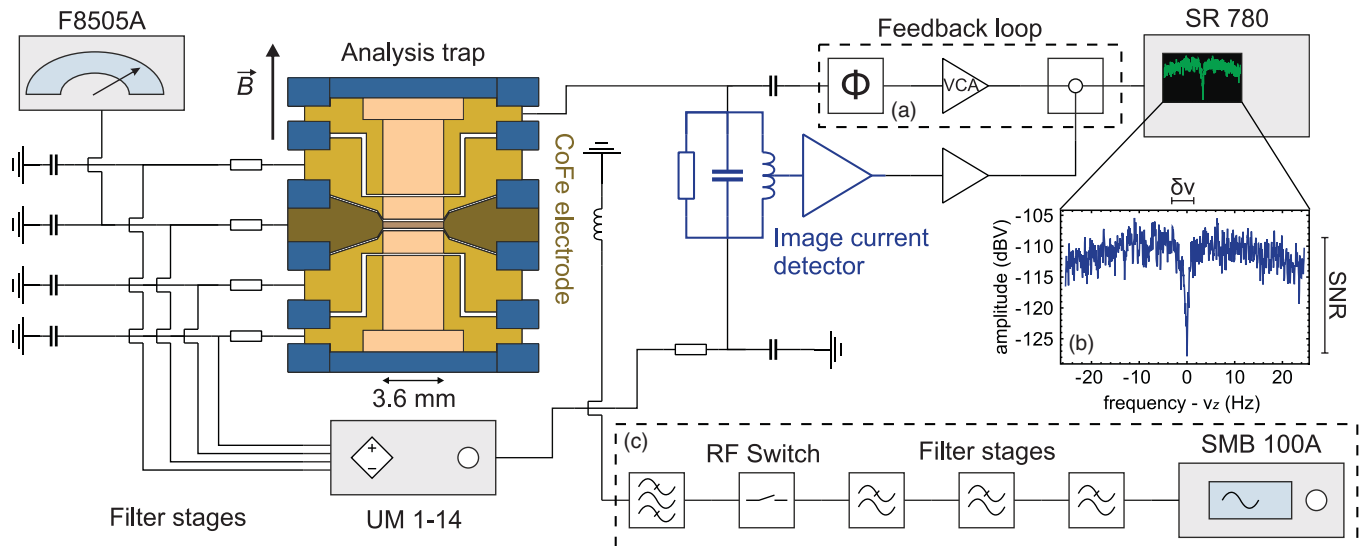 F8505A
B
Analysis trap
CoFe electrode
3.6 mm
Filter stages
UM 1-14
Feedback loop
Φ
VCA
(a)
SR 780
Image current
detector
δν
-105
-110
-115
-120
-125
amplitude (dBV)
(b)
SNR
-20 -10 0 10 20
frequency - νz (Hz)
(c)
RF Switch
Filter stages
SMB 100A
+
−